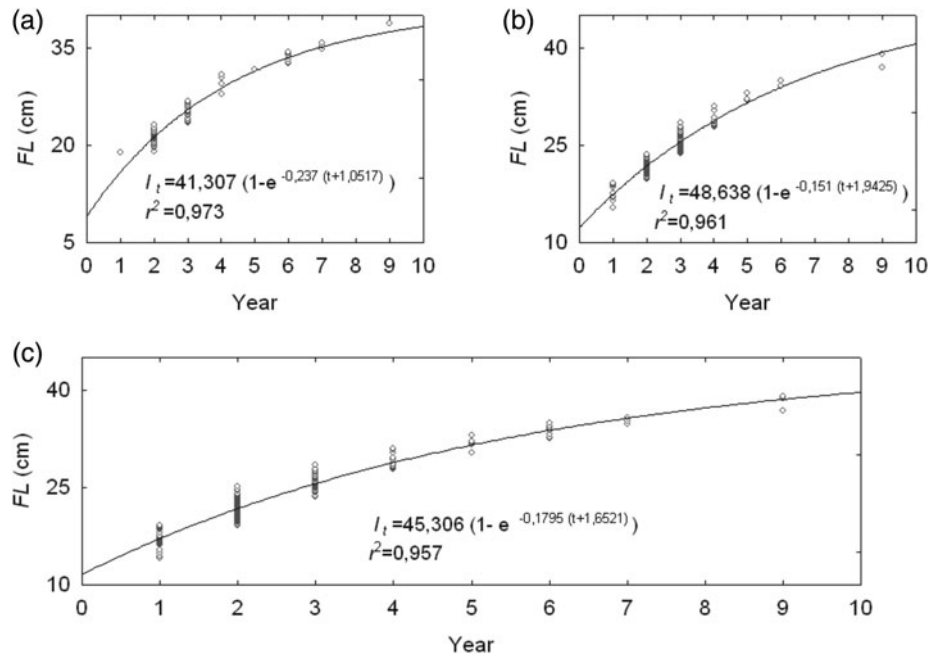 (a)
35
20
5
FL (cm)
l t =41,307 (1-e -0,237 (t+1,0517) )
r2 =0,973
0 1 2 3 4 5 6 7 8 9 10
Year
(b)
40
25
10
FL (cm)
l t =48,638 (1-e -0,151 (t+1,9425) )
r2 =0,961
0 1 2 3 4 5 6 7 8 9 10
Year
(c)
40
25
10
FL (cm)
l t =45,306 (1- e -0,1795 (t+1,6521) )
r2=0,957
0 1 2 3 4 5 6 7 8 9 10
Year